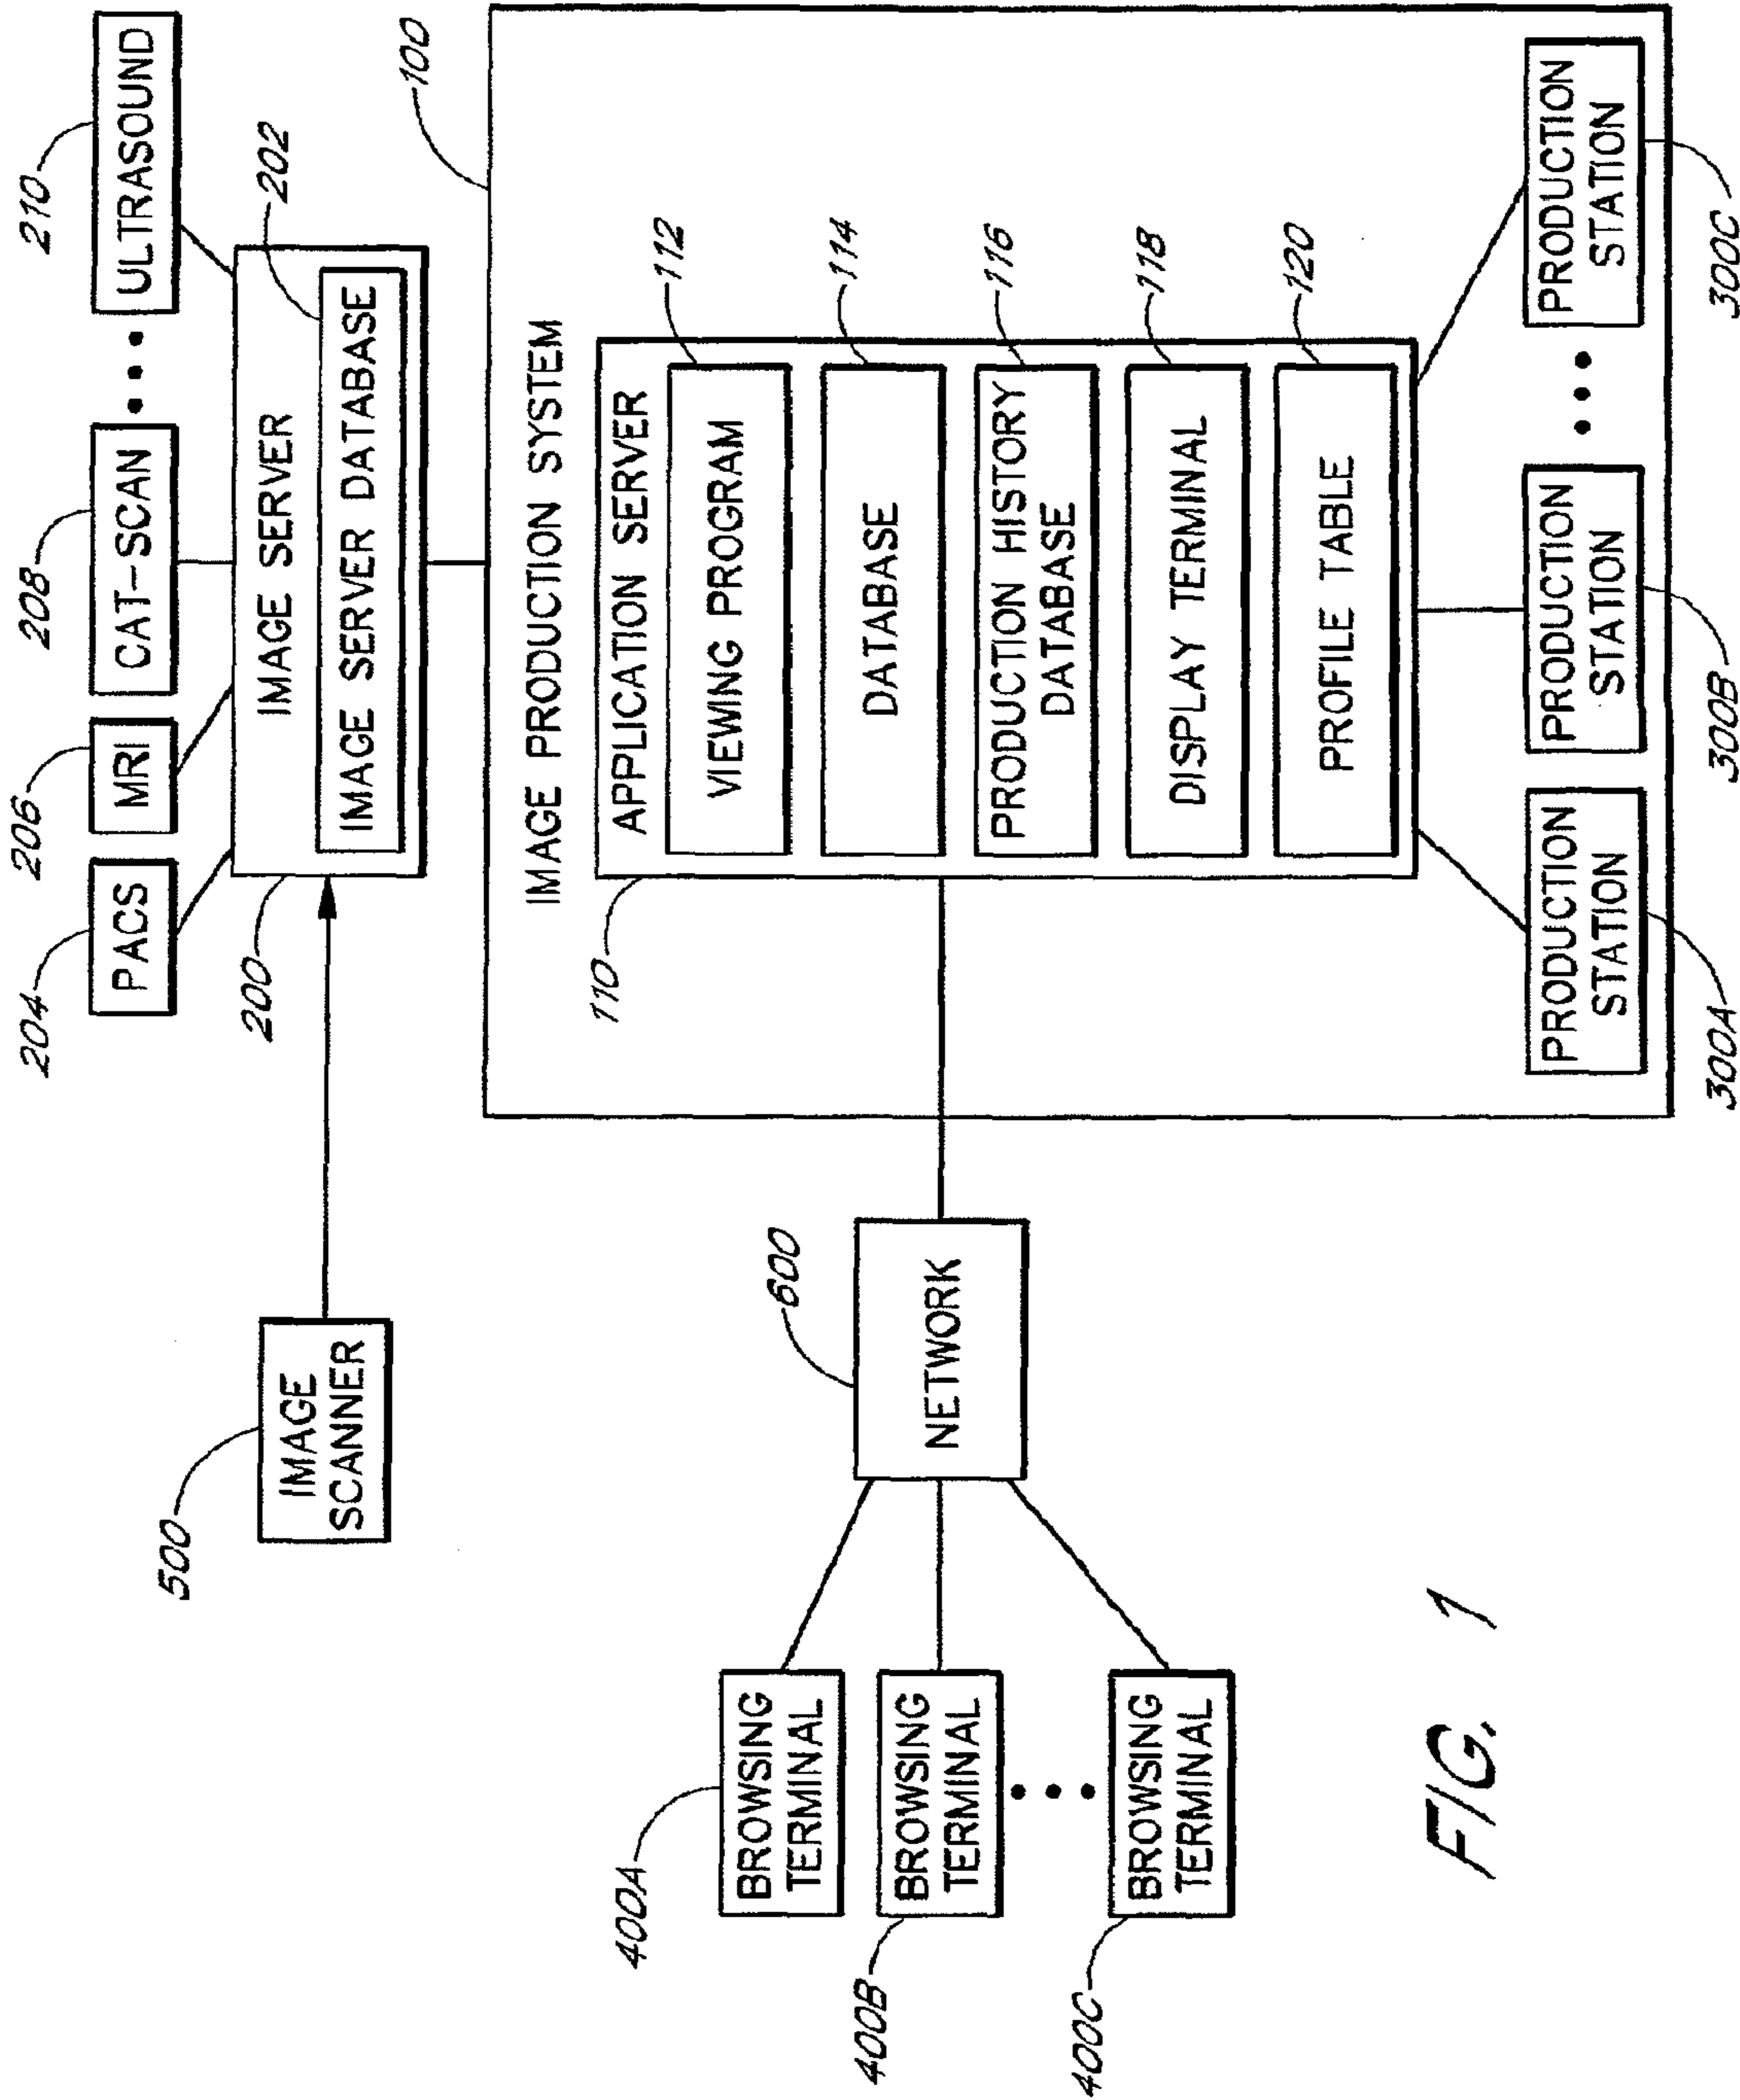 204
206
208
210
PACS
MRI
CAT-SCAN
ULTRASOUND
500
IMAGE
SCANNER
200
IMAGE SERVER
202
IMAGE SERVER DATABASE
100
IMAGE PRODUCTION SYSTEM
110
APPLICATION SERVER
112
VIEWING PROGRAM
114
DATABASE
116
PRODUCTION HISTORY
DATABASE
118
DISPLAY TERMINAL
120
PROFILE TABLE
600
NETWORK
400A
BROWSING
TERMINAL
400B
BROWSING
TERMINAL
400C
BROWSING
TERMINAL
PRODUCTION
STATION
300A
PRODUCTION
STATION
300B
PRODUCTION
STATION
300C
FIG. 1